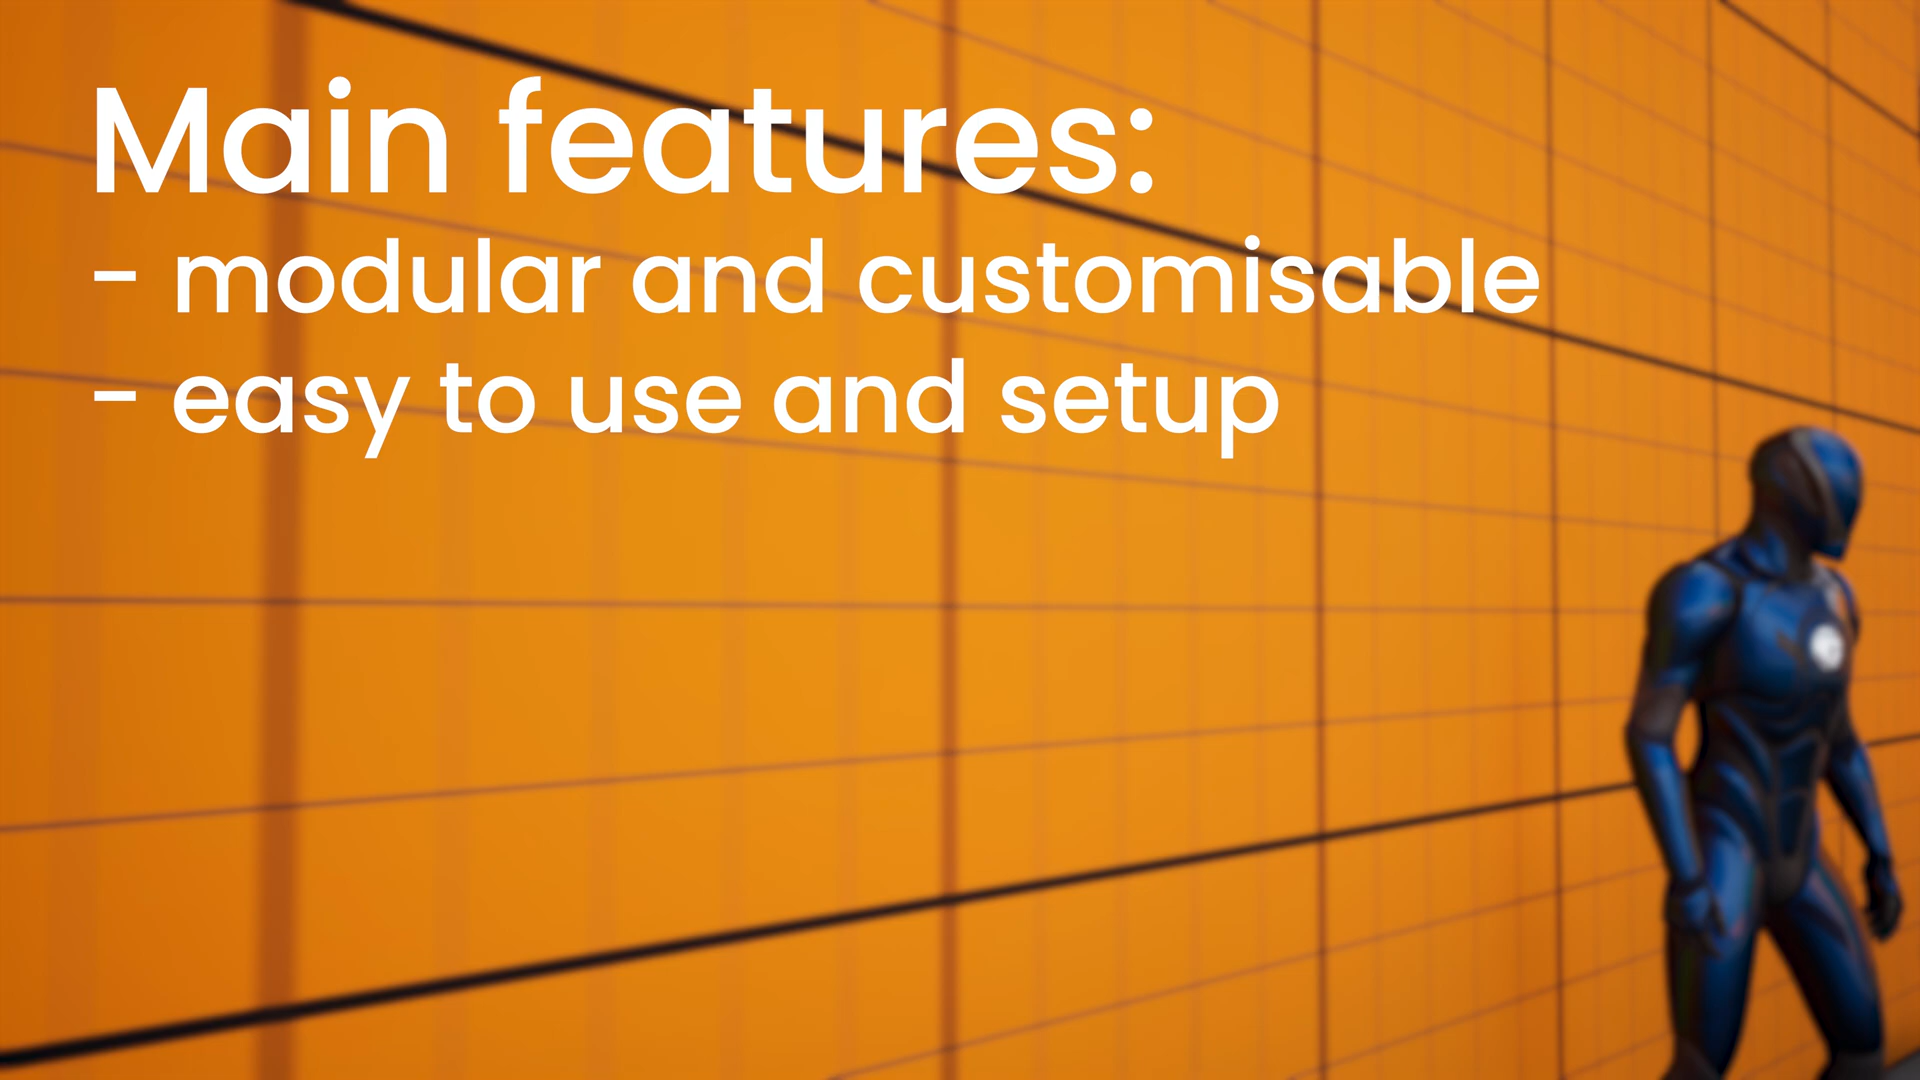 Main features:
- modular and customisable
- easy to use and setup